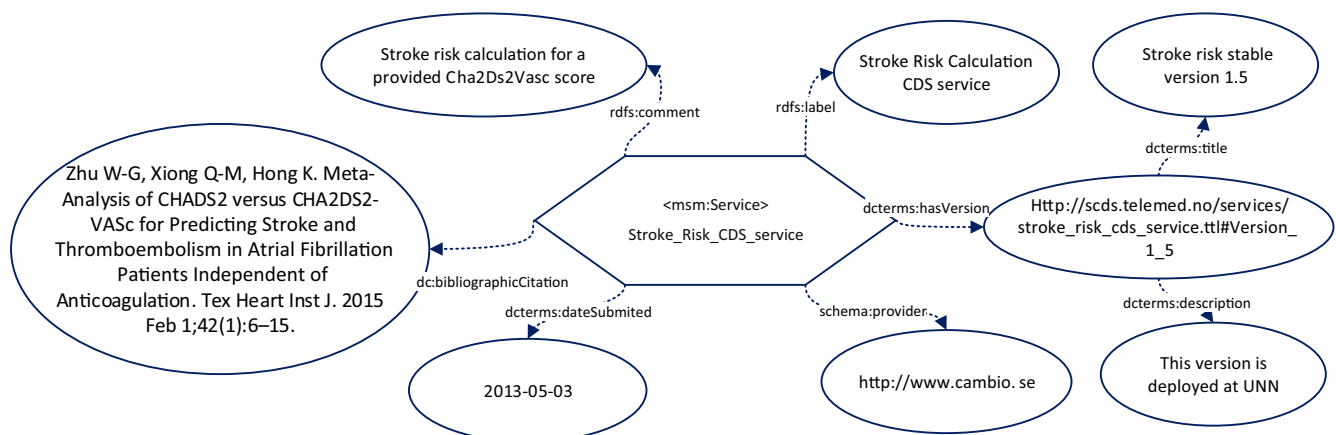 Stroke risk calculation for a
provided Cha2Ds2Vasc score
Stroke Risk Calculation
CDS service
Stroke risk stable
version 1.5
rdfs:comment
rdfs:label
dcterms:title
Zhu W-G, Xiong Q-M, Hong K. Meta-
Analysis of CHADS2 versus CHA2DS2-
VASc for Predicting Stroke and
Thromboembolism in Atrial Fibrillation
Patients Independent of
Anticoagulation. Tex Heart Inst J. 2015
Feb 1;42(1):6–15.
<msm:Service>
Stroke_Risk_CDS_service
dcterms:hasVersion
Http://scds.telemed.no/services/
stroke_risk_cds_service.ttl#Version_
1_5
dc:bibliographicCitation
dcterms:dateSubmited
schema:provider
dcterms:description
2013-05-03
http://www.cambio. se
This version is
deployed at UNN